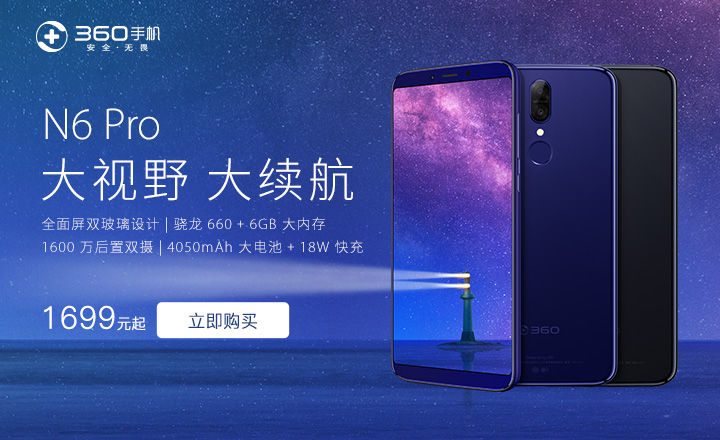 360手机
安全·无畏
N6 Pro
大视野 大续航
全面屏双玻璃设计 | 骁龙 660 + 6GB 大内存
1600 万后置双摄 | 4050mAh 大电池 + 18W 快充
1699元起
立即购买
360